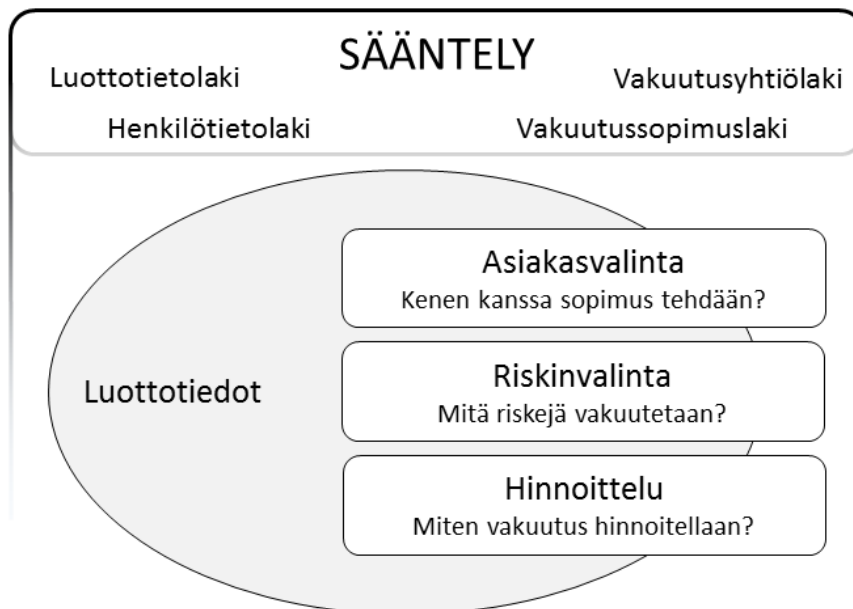 SÄÄNTELY
Luottotietolaki
Vakuutusyhtiölaki
Henkilötietolaki
Vakuutussopimuslaki
Asiakasvalinta
Kenen kanssa sopimus tehdään?
Luottotiedot
Riskinvalinta
Mitä riskejä vakuutetaan?
Hinnoittelu
Miten vakuutus hinnoitellaan?